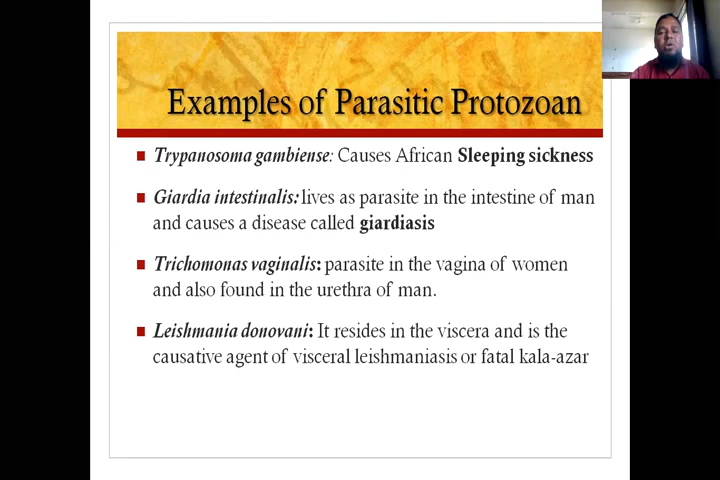 Examples of Parasitic Protozoan
Trypanosoma gambiense: Causes African Sleeping sickness
Giardia intestinalis: lives as parasite in the intestine of man
and causes a disease called giardiasis
Trichomonas vaginalis: parasite in the vagina of women
and also found in the urethra of man.
Leishmania donovani: It resides in the viscera and is the
causative agent of visceral leishmaniasis or fatal kala-azar